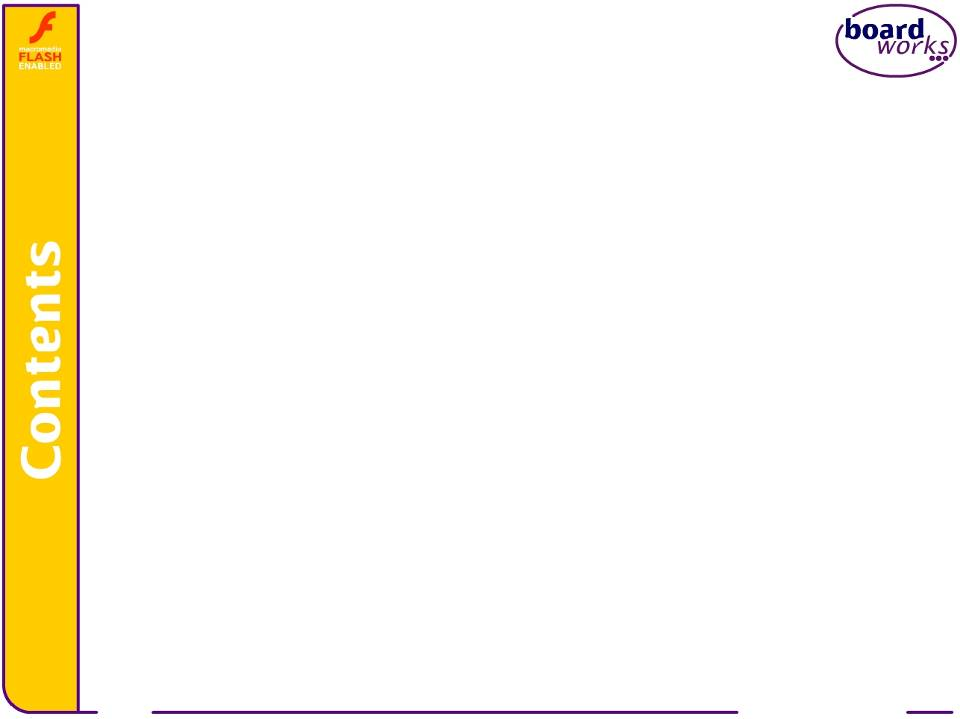 macromedia
FLASH
ENABLED
board
works
Contents